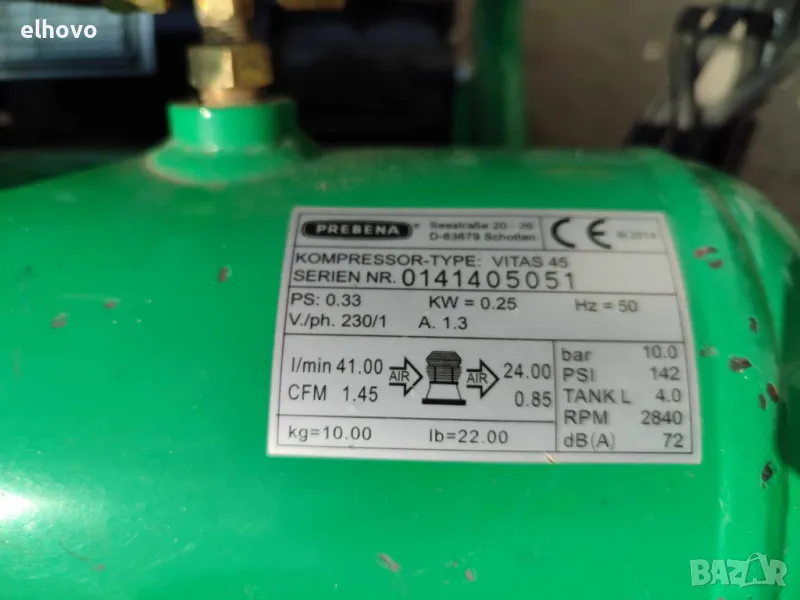 elhovo
PREBENA® Seestraße 20 - 26
D-63679 Schotten
CE 2014
KOMPRESSOR-TYPE: VITAS 45
SERIEN NR. 0141405051
PS: 0.33 KW = 0.25 Hz = 50
V./ph. 230/1 A. 1.3
l/min 41.00 AIR AIR 24.00
CFM 1.45 0.85
bar 10.0
PSI 142
TANK L 4.0
RPM 2840
dB(A) 72
kg=10.00 lb=22.00
BAZAR